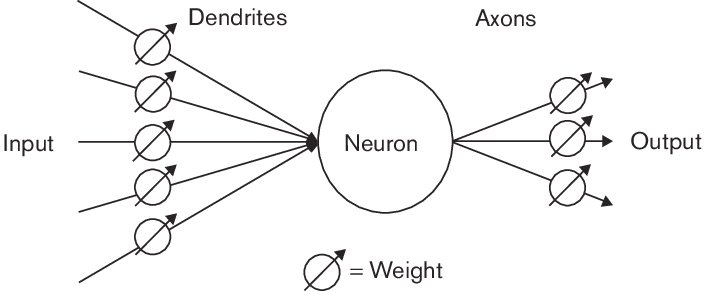 Dendrites
Axons
Input
Neuron
Output
= Weight